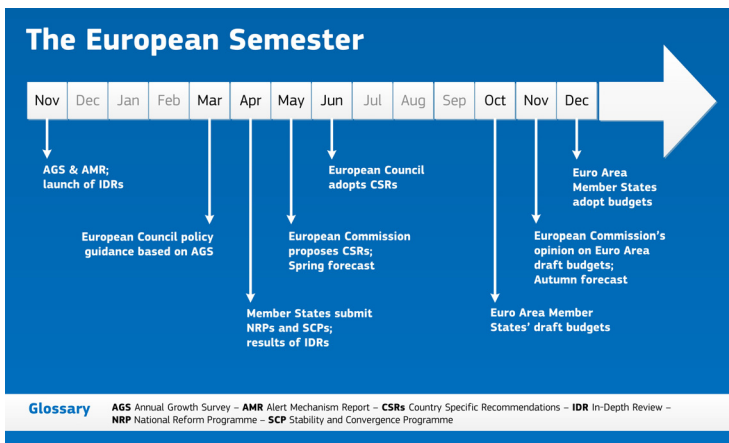 The European Semester
Nov Dec Jan Feb Mar Apr May Jun Jul Aug Sep Oct Nov Dec
AGS & AMR;
launch of IDRs
European Council policy
guidance based on AGS
Member States submit
NRPs and SCPs;
results of IDRs
European Commission
proposes CSRs;
Spring forecast
European Council
adopts CSRs
Euro Area Member
States' draft budgets
European Commission's
opinion on Euro Area
draft budgets;
Autumn forecast
Euro Area
Member States
adopt budgets
Glossary
AGS Annual Growth Survey – AMR Alert Mechanism Report – CSRs Country Specific Recommendations – IDR In-Depth Review –
NRP National Reform Programme – SCP Stability and Convergence Programme